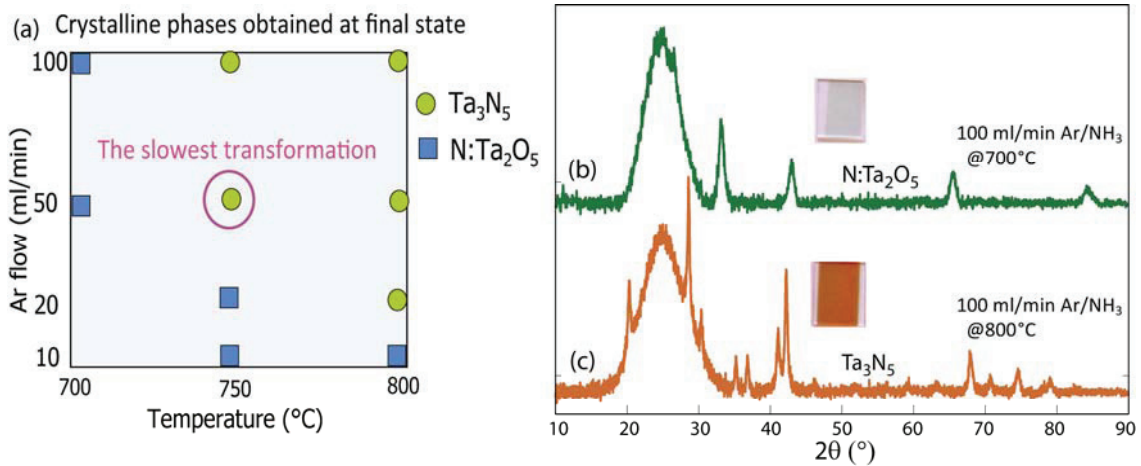 (a) Crystalline phases obtained at final state
100
50
20
10
Ar flow (ml/min)
The slowest transformation
700
750
800
Temperature (°C)
Ta₃N₅
N:Ta₂O₅
(b)
N:Ta₂O₅
100 ml/min Ar/NH₃
@700°C
(c)
Ta₃N₅
100 ml/min Ar/NH₃
@800°C
10 20 30 40 50 60 70 80 90
2θ (°)